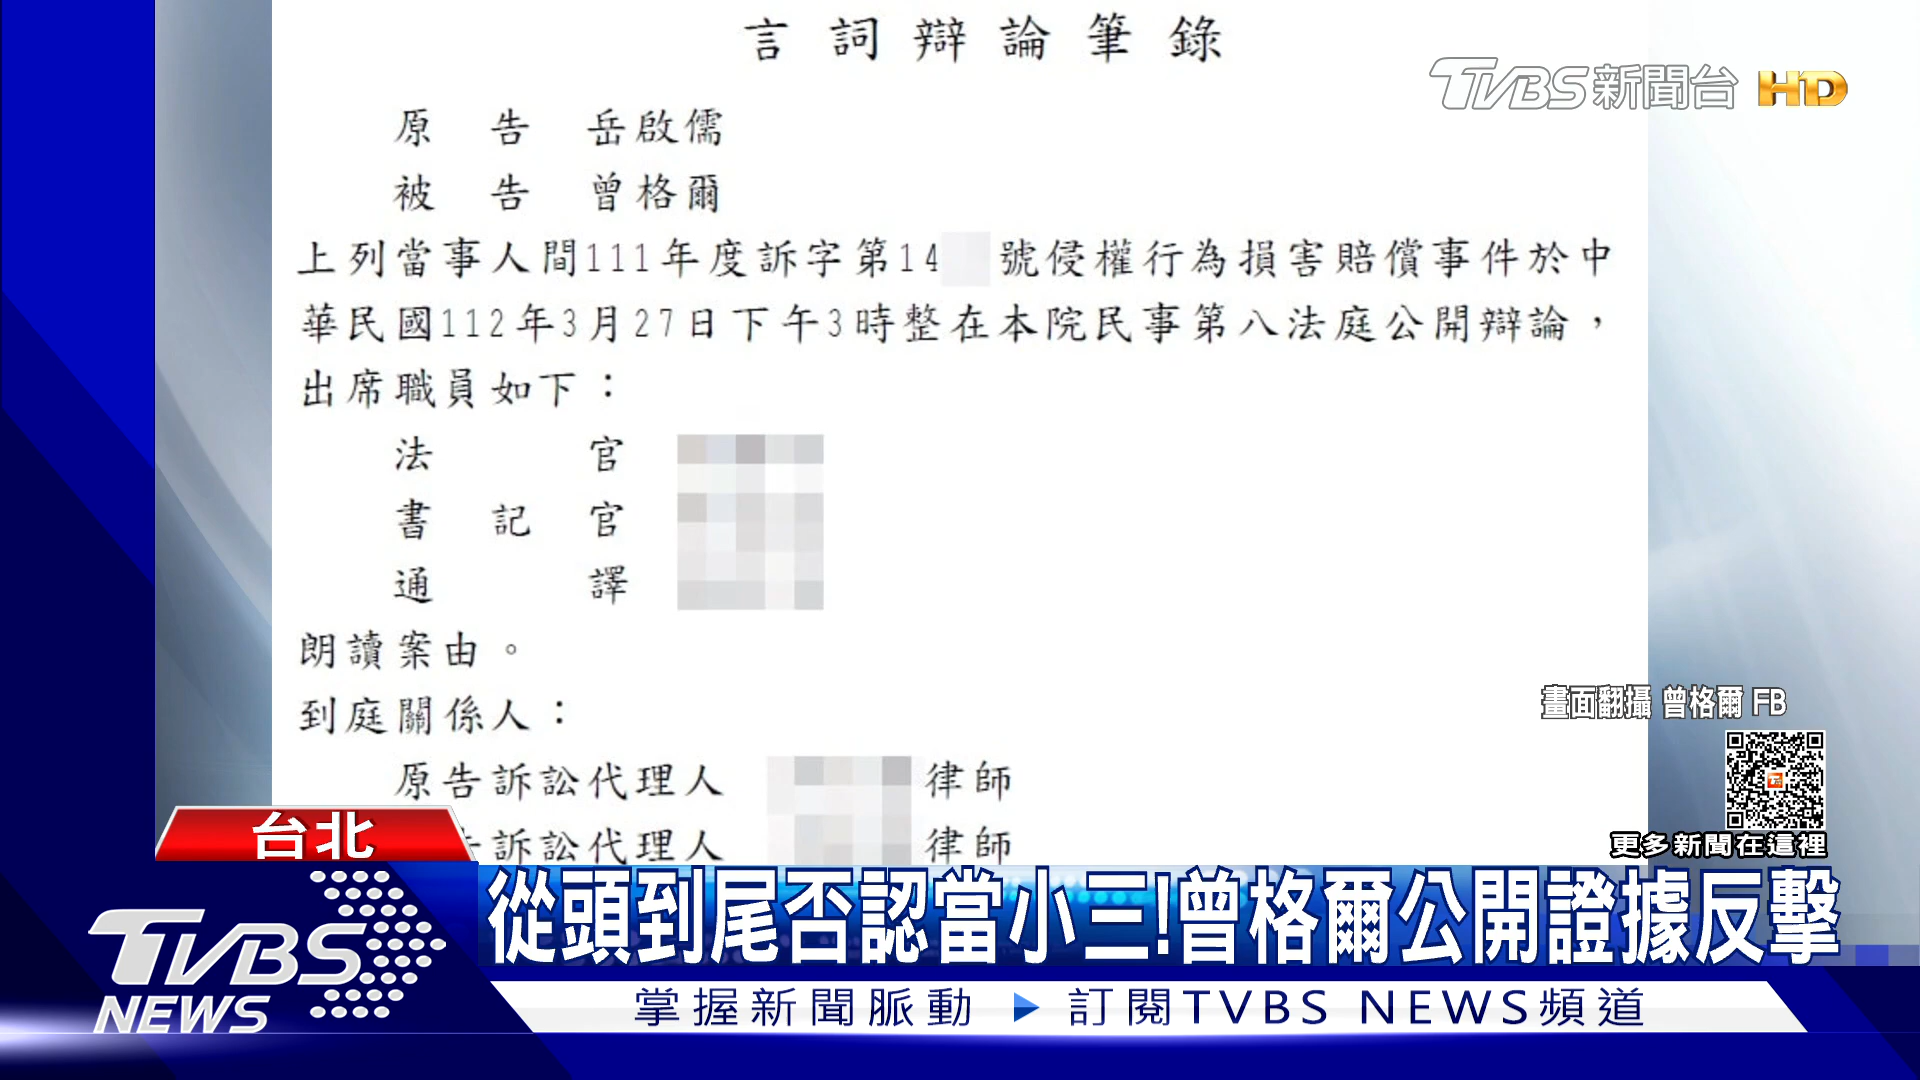 言詞辯論筆錄
TVBS新聞台 HD
原告 岳啟儒
被告 曾格爾
上列當事人間111年度訴字第14 號侵權行為損害賠償事件於中
華民國112年3月27日下午3時整在本院民事第八法庭公開辯論，
出席職員如下：
法官
書記官
通譯
朗讀案由。
到庭關係人：
原告訴訟代理人 律師
告訴訟代理人 律師
畫面翻攝 曾格爾 FB
更多新聞在這裡
台北
從頭到尾否認當小三!曾格爾公開證據反擊
TVBS NEWS
掌握新聞脈動 ▶ 訂閱TVBS NEWS頻道